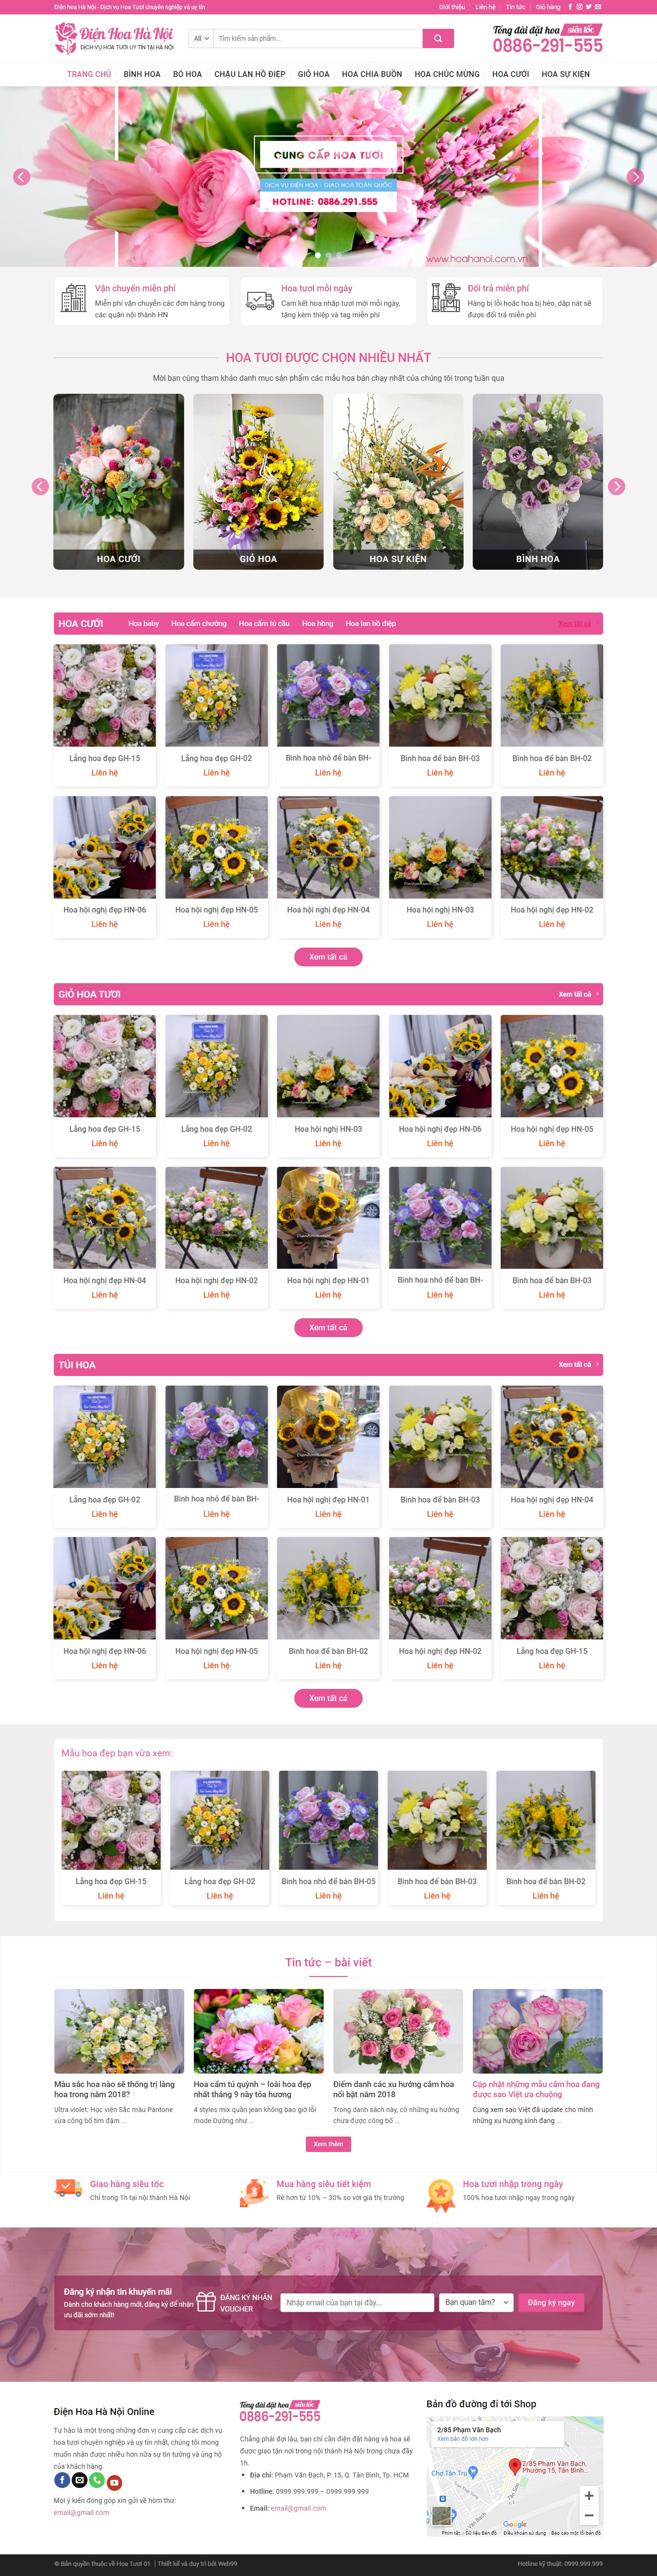 Điện hoa Hà Nội - Dịch vụ Hoa Tươi chuyên nghiệp và uy tín
Giới thiệu
Liên hệ
Tin tức
Giỏ hàng
Điện Hoa Hà Nội
DỊCH VỤ HOA TƯƠI UY TÍN TẠI HÀ NỘI
All
Tìm kiếm sản phẩm...
Tổng đài đặt hoa siêu tốc
0886-291-555
TRANG CHỦ
BÌNH HOA
BÓ HOA
CHẬU LAN HỒ ĐIỆP
GIỎ HOA
HOA CHIA BUỒN
HOA CHÚC MỪNG
HOA CƯỚI
HOA SỰ KIỆN
CUNG CẤP HOA TƯƠI
DỊCH VỤ ĐIỆN HOA - GIAO HOA TOÀN QUỐC
HOTLINE: 0886.291.555
www.hoahanoi.com.vn
Vận chuyển miễn phí
Miễn phí vận chuyển các đơn hàng trong
các quận nội thành HN
Hoa tươi mỗi ngày
Cam kết hoa nhập tươi mới mỗi ngày,
tặng kèm thiệp và tag miễn phí
Đổi trả miễn phí
Hàng bị lỗi hoặc hoa bị héo, dập nát sẽ
được đổi trả miễn phí
HOA TƯƠI ĐƯỢC CHỌN NHIỀU NHẤT
Mời bạn cùng tham khảo danh mục sản phẩm các mẫu hoa bán chạy nhất của chúng tôi trong tuần qua
HOA CƯỚI
GIỎ HOA
HOA SỰ KIỆN
BÌNH HOA
HOA CƯỚI
Hoa baby
Hoa cẩm chướng
Hoa cẩm tú cầu
Hoa hồng
Hoa lan hồ điệp
Xem tất cả
Lẵng hoa đẹp GH-15
Liên hệ
Lẵng hoa đẹp GH-02
Liên hệ
Bình hoa nhỏ để bàn BH-
Liên hệ
Bình hoa để bàn BH-03
Liên hệ
Bình hoa để bàn BH-02
Liên hệ
Hoa hội nghị đẹp HN-06
Liên hệ
Hoa hội nghị đẹp HN-05
Liên hệ
Hoa hội nghị đẹp HN-04
Liên hệ
Hoa hội nghị HN-03
Liên hệ
Hoa hội nghị đẹp HN-02
Liên hệ
Xem tất cả
GIỎ HOA TƯƠI
Xem tất cả
Lẵng hoa đẹp GH-15
Liên hệ
Lẵng hoa đẹp GH-02
Liên hệ
Hoa hội nghị HN-03
Liên hệ
Hoa hội nghị đẹp HN-06
Liên hệ
Hoa hội nghị đẹp HN-05
Liên hệ
Hoa hội nghị đẹp HN-04
Liên hệ
Hoa hội nghị đẹp HN-02
Liên hệ
Hoa hội nghị đẹp HN-01
Liên hệ
Bình hoa nhỏ để bàn BH-
Liên hệ
Bình hoa để bàn BH-03
Liên hệ
Xem tất cả
TÚI HOA
Xem tất cả
Lẵng hoa đẹp GH-02
Liên hệ
Bình hoa nhỏ để bàn BH-
Liên hệ
Hoa hội nghị đẹp HN-01
Liên hệ
Bình hoa để bàn BH-03
Liên hệ
Hoa hội nghị đẹp HN-04
Liên hệ
Hoa hội nghị đẹp HN-06
Liên hệ
Hoa hội nghị đẹp HN-05
Liên hệ
Bình hoa để bàn BH-02
Liên hệ
Hoa hội nghị đẹp HN-02
Liên hệ
Lẵng hoa đẹp GH-15
Liên hệ
Xem tất cả
Mẫu hoa đẹp bạn vừa xem:
Lẵng hoa đẹp GH-15
Liên hệ
Lẵng hoa đẹp GH-02
Liên hệ
Bình hoa nhỏ để bàn BH-05
Liên hệ
Bình hoa để bàn BH-03
Liên hệ
Bình hoa để bàn BH-02
Liên hệ
Tin tức – bài viết
Màu sắc hoa nào sẽ thống trị làng
hoa trong năm 2018?
Ultra violet: Học viện Sắc màu Pantone
vừa công bố tím đậm ...
Hoa cẩm tú quỳnh – loài hoa đẹp
nhất tháng 9 này tỏa hương
4 styles mix quần jean không bao giờ lỗi
mode Dường như ...
Điểm danh các xu hướng cắm hoa
nổi bật năm 2018
Trong danh sách này, có những xu hướng
chưa được công bố ...
Cập nhật những mẫu cắm hoa đang
được sao Việt ưa chuộng
Cùng xem sao Việt đã update cho mình
những xu hướng kinh đang ...
Xem thêm
Giao hàng siêu tốc
Chỉ trong 1h tại nội thành Hà Nội
Mua hàng siêu tiết kiệm
Rẻ hơn từ 10% – 30% so với giá thị trường
Hoa tươi nhập trong ngày
100% hoa tươi nhập ngay trong ngày
Đăng ký nhận tin khuyến mãi
Dành cho khách hàng mới, đăng ký để nhận
ưu đãi sớm nhất!
ĐĂNG KÝ NHẬN
VOUCHER
Nhập email của bạn tại đây...
Bạn quan tâm?
Đăng ký ngay
Điện Hoa Hà Nội Online
Tự hào là một trong những đơn vị cung cấp các dịch vụ
hoa tươi chuyên nghiệp và uy tín nhất, chúng tôi mong
muốn nhận được nhiều hơn nữa sự tin tưởng và ủng hộ
của khách hàng.
Mọi ý kiến đóng góp xin gửi về hòm thư:
email@gmail.com
Tổng đài đặt hoa siêu tốc
0886-291-555
Chẳng phải đợi lâu, bạn chỉ cần điện đặt hàng và hoa sẽ
được giao tận nơi trong nội thành Hà Nội trong chưa đầy
1h.
Địa chỉ: Phạm Văn Bạch, P. 15, Q. Tân Bình, Tp. HCM
Hotline: 0999.999.999 – 0999.999.999
Email: email@gmail.com
Bản đồ đường đi tới Shop
2/85 Phạm Văn Bạch
Xem bản đồ lớn hơn
Chợ Tân Trụ
2/85 Phạm Văn Bạch,
Phường 15, Tân Bình...
Google
Phím tắt
Dữ liệu Bản đồ
Điều khoản sử dụng
Báo cáo một lỗi bản đồ
© Bản quyền thuộc về Hoa Tươi 01 | Thiết kế và duy trì bởi Web99
Hotline kỹ thuật: 0999.999.999